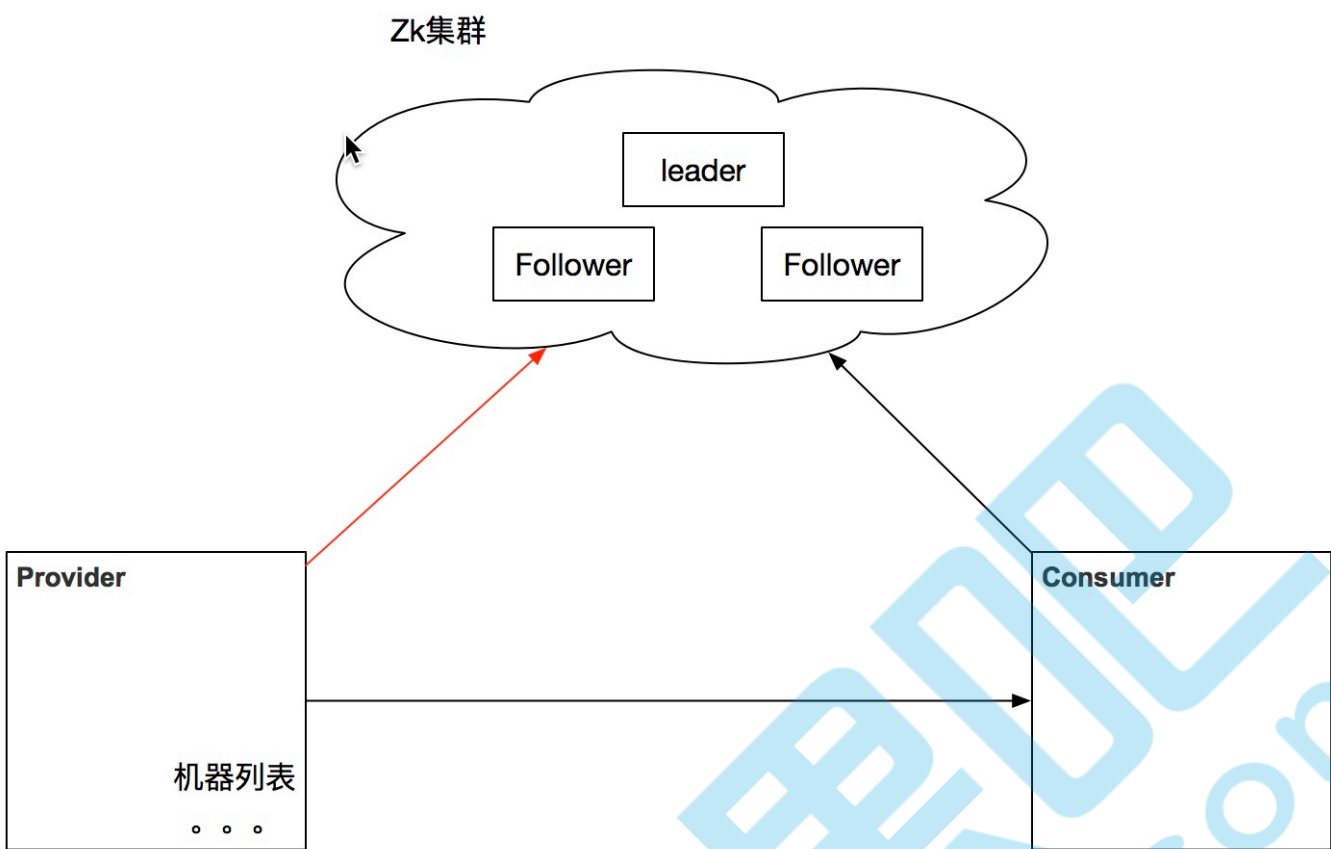 Zk集群
leader
Follower
Follower
Provider
Consumer
机器列表
。。。